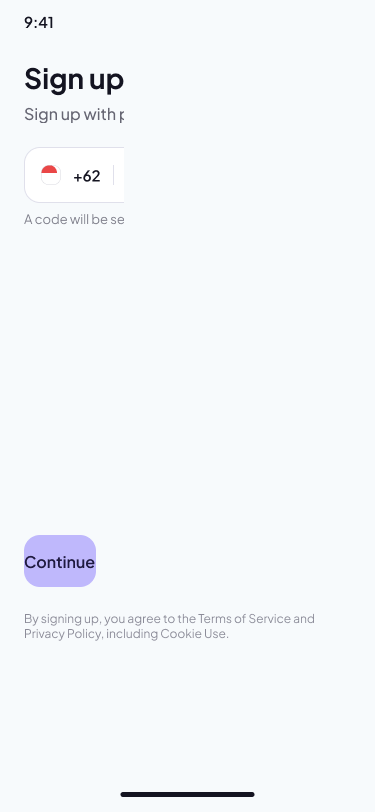 9:41
Sign up
Sign up with
+62
A code will be se
Continue
By signing up, you agree to the Terms of Service and
Privacy Policy, including Cookie Use.